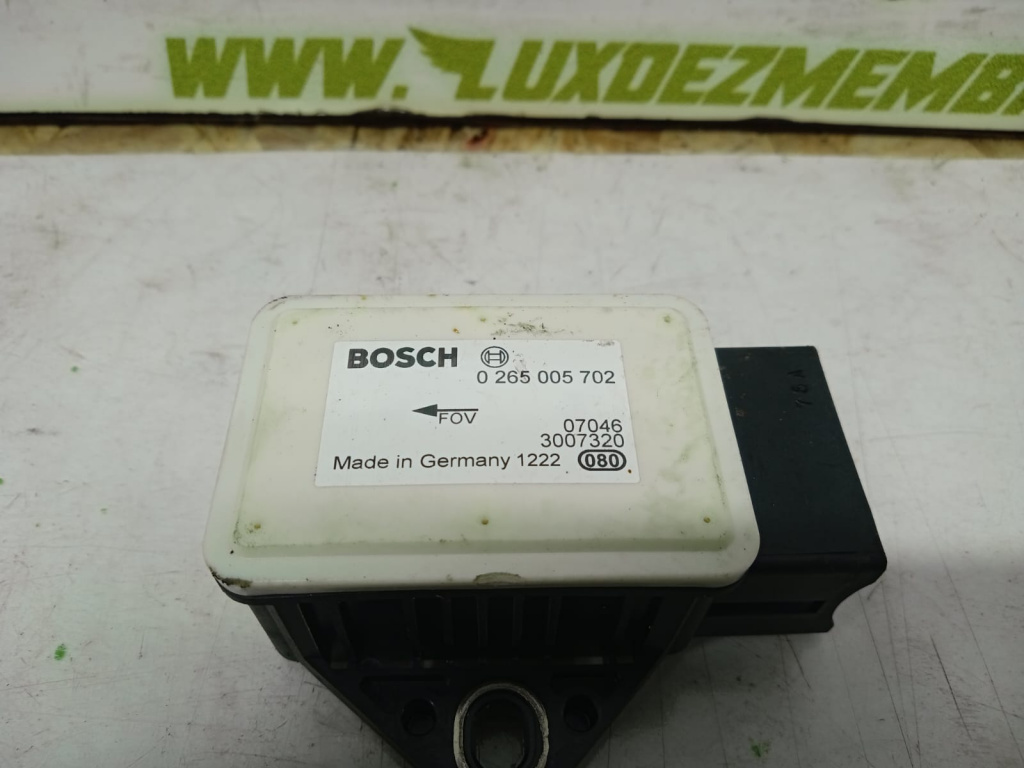 WWW.LUXDEZMEMB
BOSCH
0 265 005 702
FOV
07046
3007320
Made in Germany 1222 080